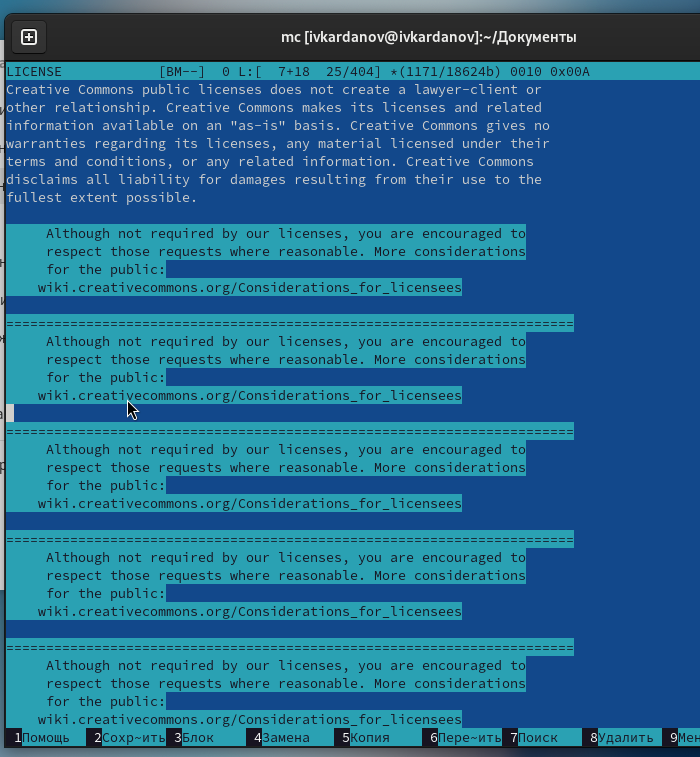 mc [ivkardanov@ivkardanov]:~/Документы
LICENSE            [BM--]  0 L:[  7+18  25/404] *(1171/18624b) 0010 0x00A
Creative Commons public licenses does not create a lawyer-client or
other relationship. Creative Commons makes its licenses and related
information available on an "as-is" basis. Creative Commons gives no
warranties regarding its licenses, any material licensed under their
terms and conditions, or any related information. Creative Commons
disclaims all liability for damages resulting from their use to the
fullest extent possible.
     Although not required by our licenses, you are encouraged to
     respect those requests where reasonable. More considerations
     for the public:
    wiki.creativecommons.org/Considerations_for_licensees
=======================================================================
     Although not required by our licenses, you are encouraged to
     respect those requests where reasonable. More considerations
     for the public:
    wiki.creativecommons.org/Considerations_for_licensees
=======================================================================
     Although not required by our licenses, you are encouraged to
     respect those requests where reasonable. More considerations
     for the public:
    wiki.creativecommons.org/Considerations_for_licensees
=======================================================================
     Although not required by our licenses, you are encouraged to
     respect those requests where reasonable. More considerations
     for the public:
    wiki.creativecommons.org/Considerations_for_licensees
=======================================================================
     Although not required by our licenses, you are encouraged to
     respect those requests where reasonable. More considerations
     for the public:
    wiki.creativecommons.org/Considerations_for_licensees
1Помощь 2Сохр~ить 3Блок 4Замена 5Копия 6Пере~ить 7Поиск 8Удалить 9Мен